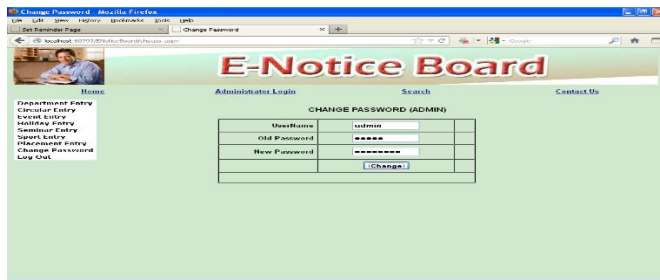 Change Password - Mozilla Firefox
File Edit View History Bookmarks Tools Help
Set Reminder Page
Change Password
Google
E-Notice Board
Home
Administrator Login
Search
Contact Us
Department Entry
Circular Entry
Event Entry
Holiday Entry
Seminar Entry
Sport Entry
Placement Entry
Change Password
Log Out
CHANGE PASSWORD (ADMIN)
UserName
admin
Old Password
●●●●●
New Password
●●●●●●●●
Change